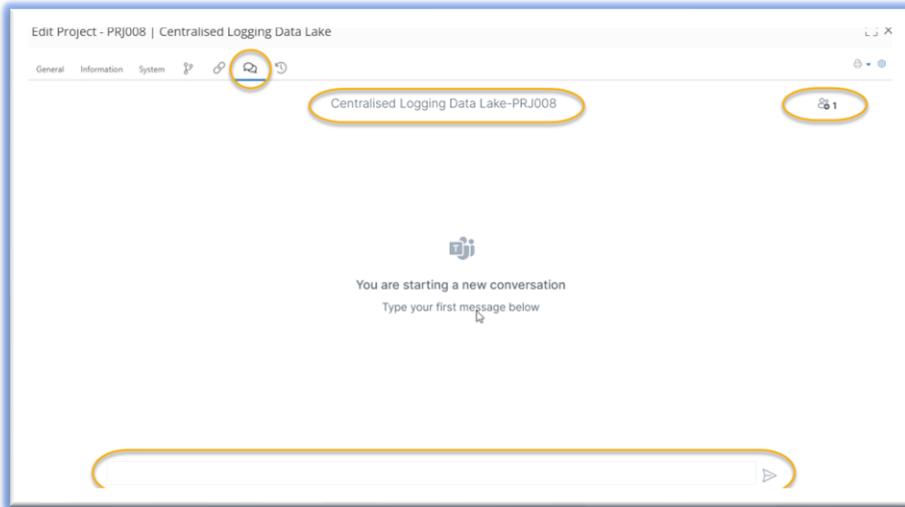 Edit Project - PRJ008 | Centralised Logging Data Lake
General Information System
Centralised Logging Data Lake-PRJ008
1
T
You are starting a new conversation
Type your first message below